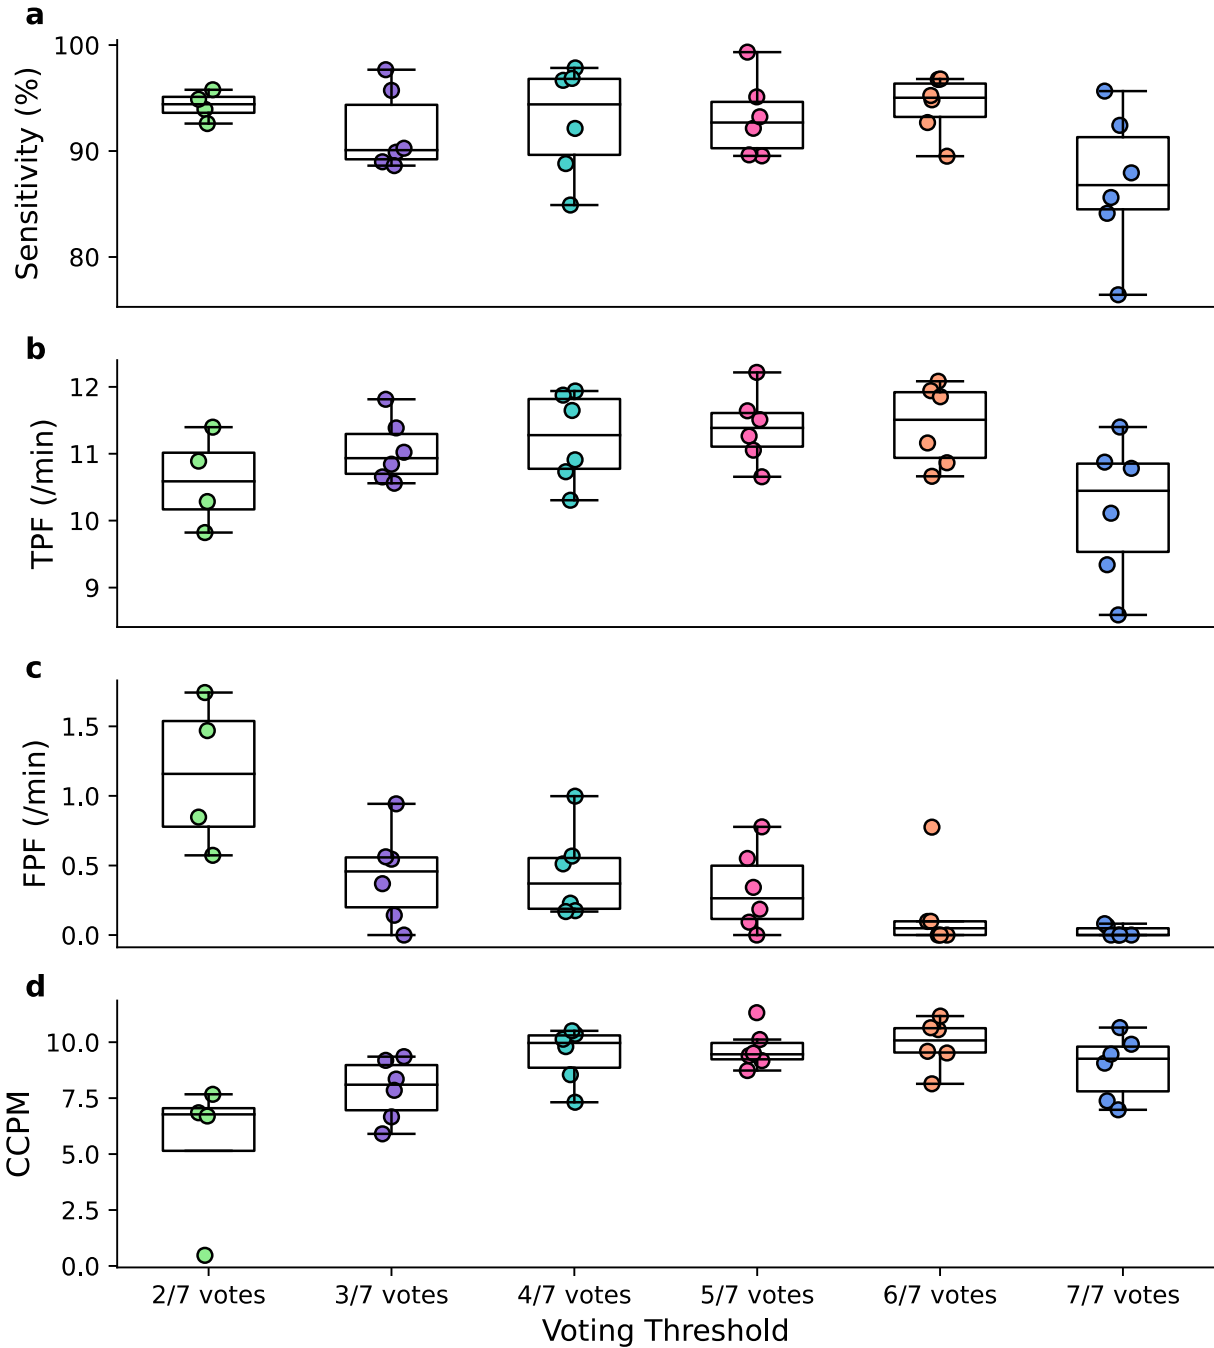 a
Sensitivity (%)
100
90
80
b
TPF (/min)
12
11
10
9
c
FPF (/min)
1.5
1.0
0.5
0.0
d
CCPM
10.0
7.5
5.0
2.5
0.0
2/7 votes 3/7 votes 4/7 votes 5/7 votes 6/7 votes 7/7 votes
Voting Threshold